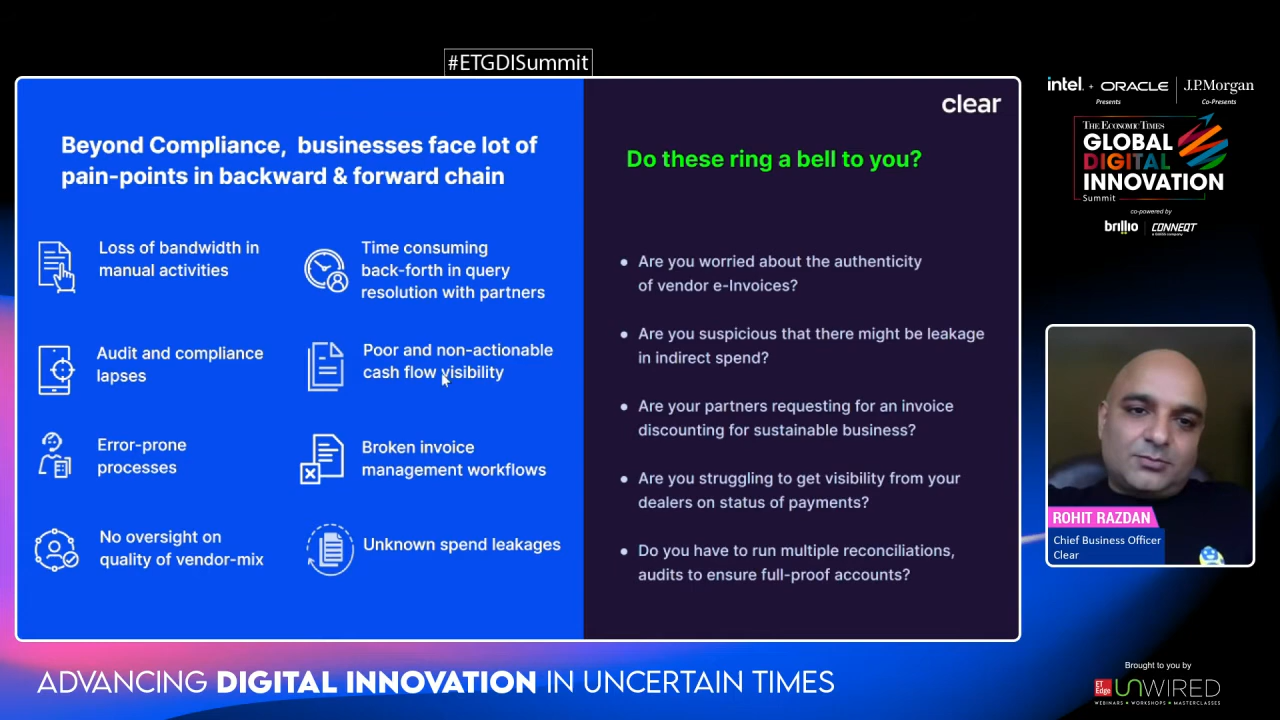 #ETGDISummit
clear
Beyond Compliance, businesses face lot of
pain-points in backward & forward chain
Loss of bandwidth in
manual activities
Time consuming
back-forth in query
resolution with partners
Audit and compliance
lapses
Poor and non-actionable
cash flow visibility
Error-prone
processes
Broken invoice
management workflows
No oversight on
quality of vendor-mix
Unknown spend leakages
Do these ring a bell to you?
• Are you worried about the authenticity
of vendor e-Invoices?
• Are you suspicious that there might be leakage
in indirect spend?
• Are your partners requesting for an invoice
discounting for sustainable business?
• Are you struggling to get visibility from your
dealers on status of payments?
• Do you have to run multiple reconciliations,
audits to ensure full-proof accounts?
intel. + ORACLE | J.P.Morgan
Presents Co-Presents
THE ECONOMIC TIMES
GLOBAL
DIGITAL
INNOVATION
Summit
co-powered by
brillio | CONNEQT
ROHIT RAZDAN
Chief Business Officer
Clear
ADVANCING DIGITAL INNOVATION IN UNCERTAIN TIMES
Brought to you by
ET Edge UNWIRED
WEBINARS • WORKSHOPS • MASTERCLASSES